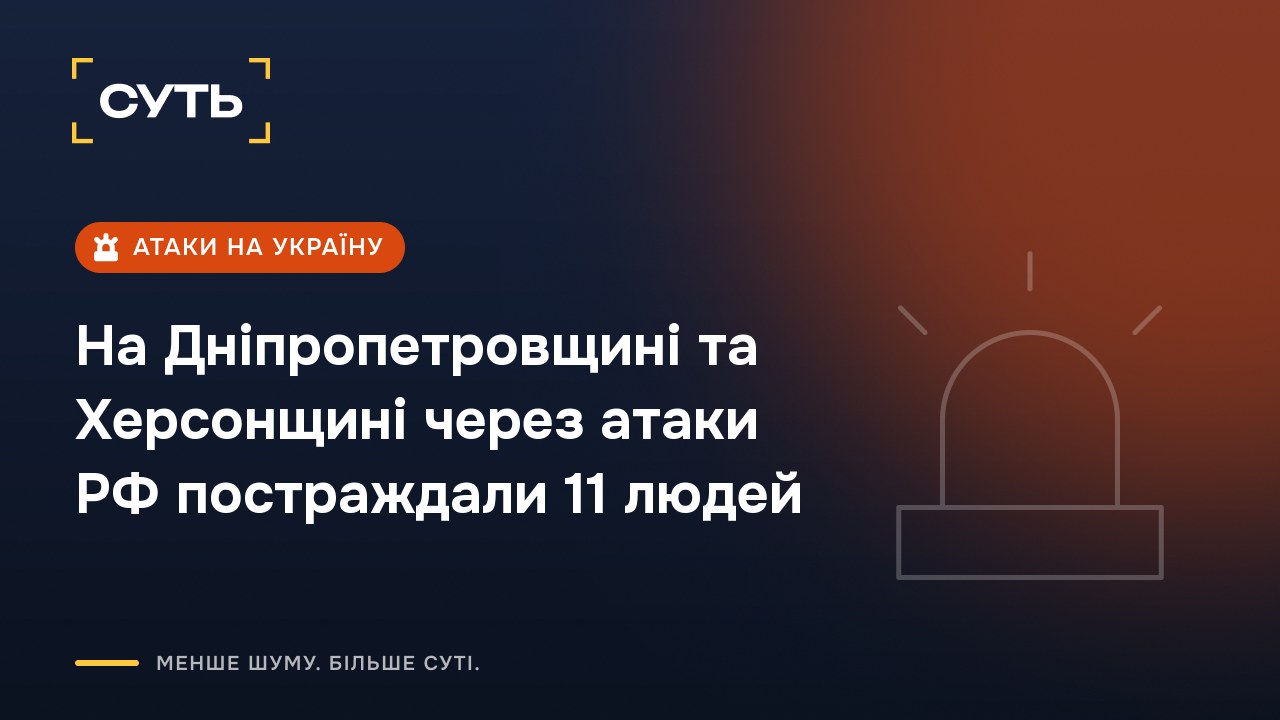 СУТЬ
АТАКИ НА УКРАЇНУ
На Дніпропетровщині та
Херсонщині через атаки
РФ постраждали 11 людей
МЕНШЕ ШУМУ. БІЛЬШЕ СУТІ.